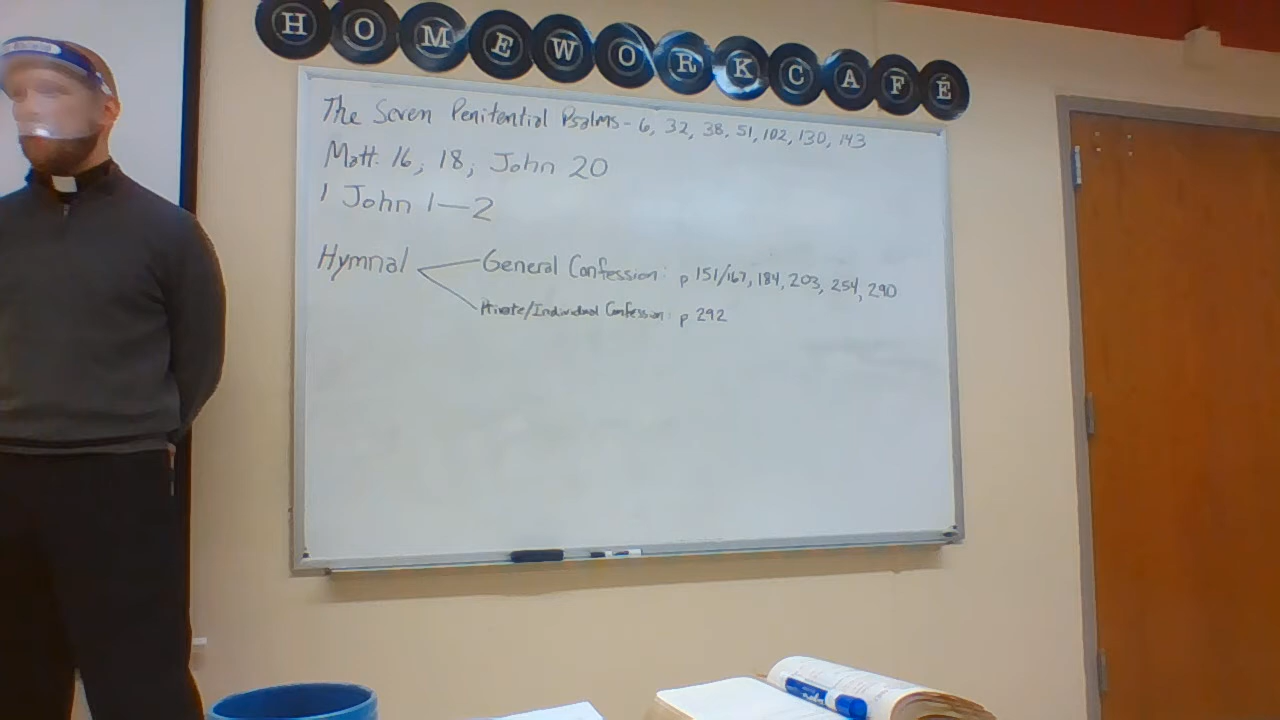 HOMEWORK CAFÉ
The Seven Penitential Psalms - 6, 32, 38, 51, 102, 130, 143
Matt. 16, 18; John 20
1 John 1—2
Hymnal
General Confession: p 151/167, 184, 203, 254, 290
Private/Individual Confession: p 292